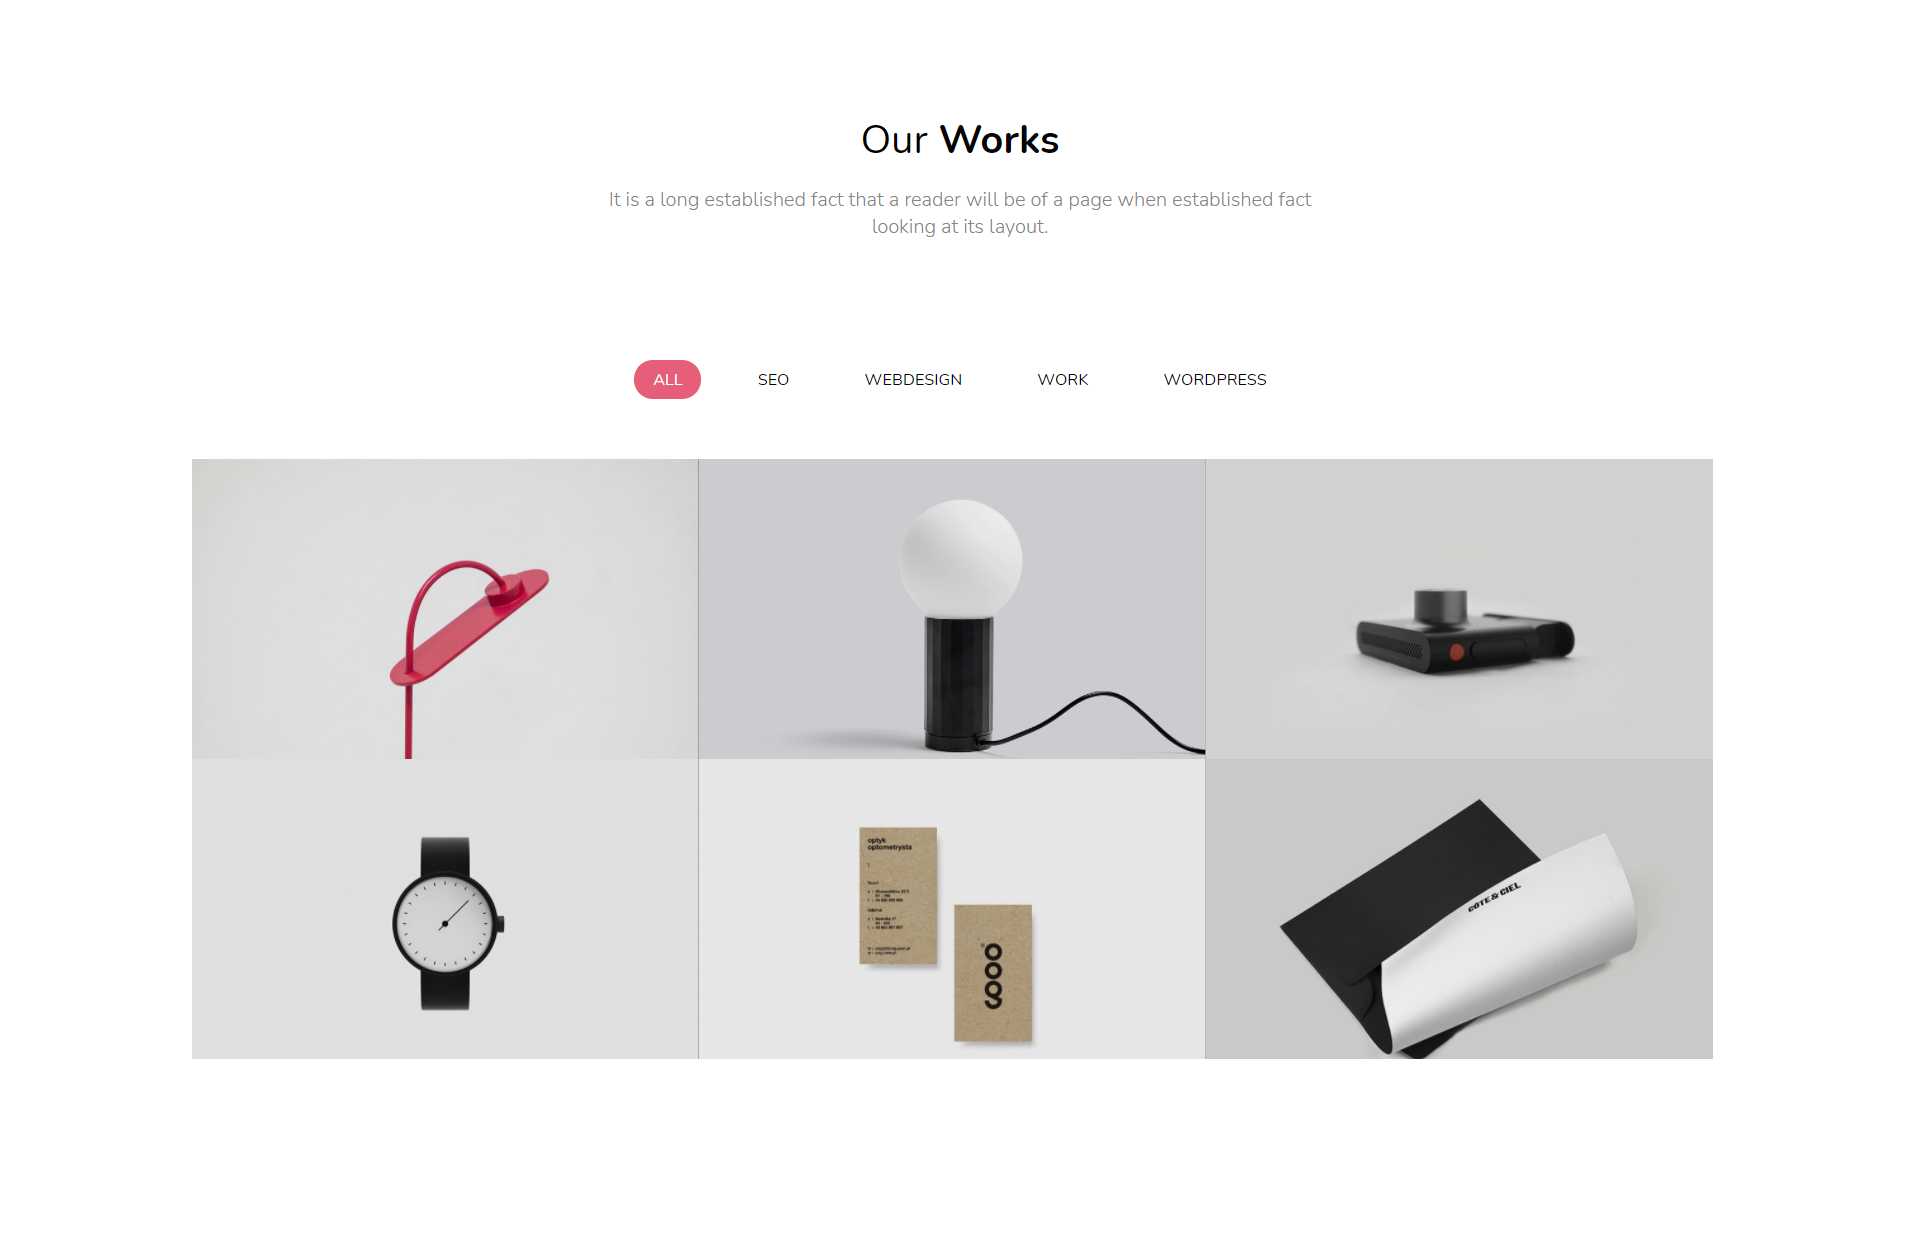 Our Works
It is a long established fact that a reader will be of a page when established fact
looking at its layout.
ALL
SEO
WEBDESIGN
WORK
WORDPRESS
optyk
optometrysta
COTE & CIEL